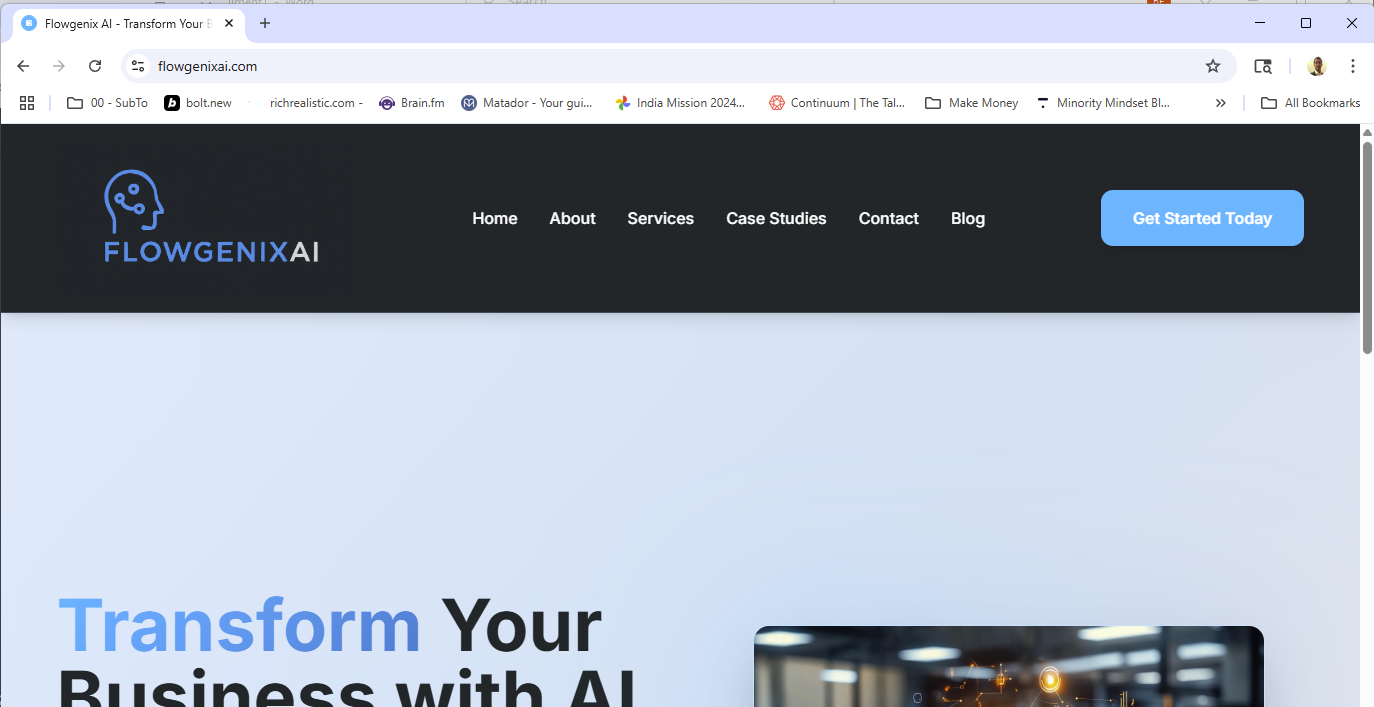 Search
Flowgenix AI - Transform Your B
flowgenixai.com
00 - SubTo
bolt.new
richrealistic.com -
Brain.fm
Matador - Your gui...
India Mission 2024...
Continuum | The Tal...
Make Money
Minority Mindset Bl...
All Bookmarks
FLOWGENIXAI
Home
About
Services
Case Studies
Contact
Blog
Get Started Today
Transform Your
Business with AI